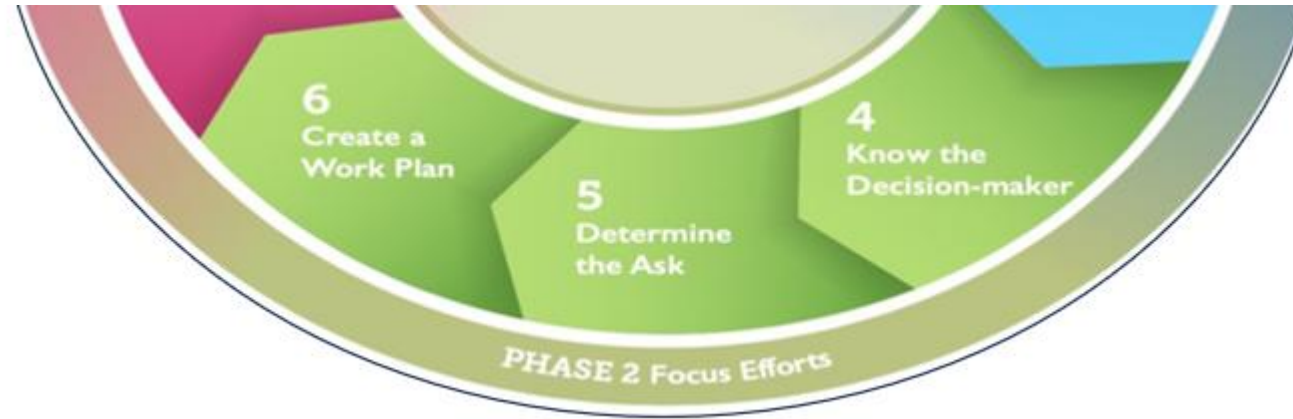 4
Know the
Decision-maker
5
Determine
the Ask
6
Create a
Work Plan
PHASE 2 Focus Efforts